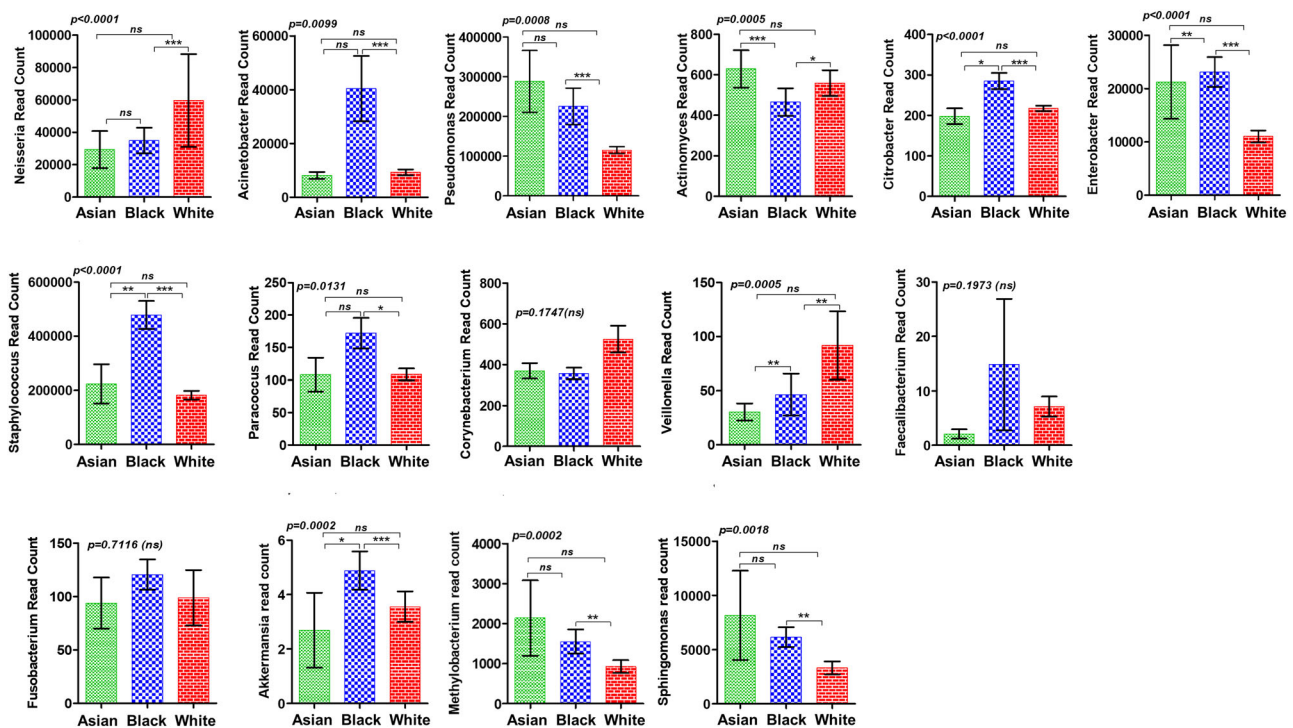 Neisseria Read Count
p<0.0001
ns
***
ns
100000
80000
60000
40000
20000
0
Asian Black White
Acinetobacter Read Count
p=0.0099
ns
ns
***
60000
40000
20000
0
Asian Black White
Pseudomonas Read Count
p=0.0008
ns
ns
***
400000
300000
200000
100000
0
Asian Black White
Actinomyces Read Count
p=0.0005
ns
***
*
800
600
400
200
0
Asian Black White
Citrobacter Read Count
p<0.0001
ns
*
***
400
300
200
100
0
Asian Black White
Enterobacter Read Count
p<0.0001
ns
**
***
30000
20000
10000
0
Asian Black White
Staphylococcus Read Count
p<0.0001
ns
**
***
600000
400000
200000
0
Asian Black White
Paracoccus Read Count
p=0.0131
ns
ns
*
250
200
150
100
50
0
Asian Black White
Corynebacterium Read Count
p=0.1747(ns)
800
600
400
200
0
Asian Black White
Veillonella Read Count
p=0.0005
ns
**
**
150
100
50
0
Asian Black White
Faecalibacterium Read Count
p=0.1973 (ns)
30
20
10
0
Asian Black White
Fusobacterium Read Count
p=0.7116 (ns)
150
100
50
0
Asian Black White
Akkermansia read count
p=0.0002
ns
*
***
6
4
2
0
Asian Black White
Methylobacterium read count
p=0.0002
ns
ns
**
4000
3000
2000
1000
0
Asian Black White
Sphingomonas read count
p=0.0018
ns
ns
**
15000
10000
5000
0
Asian Black White